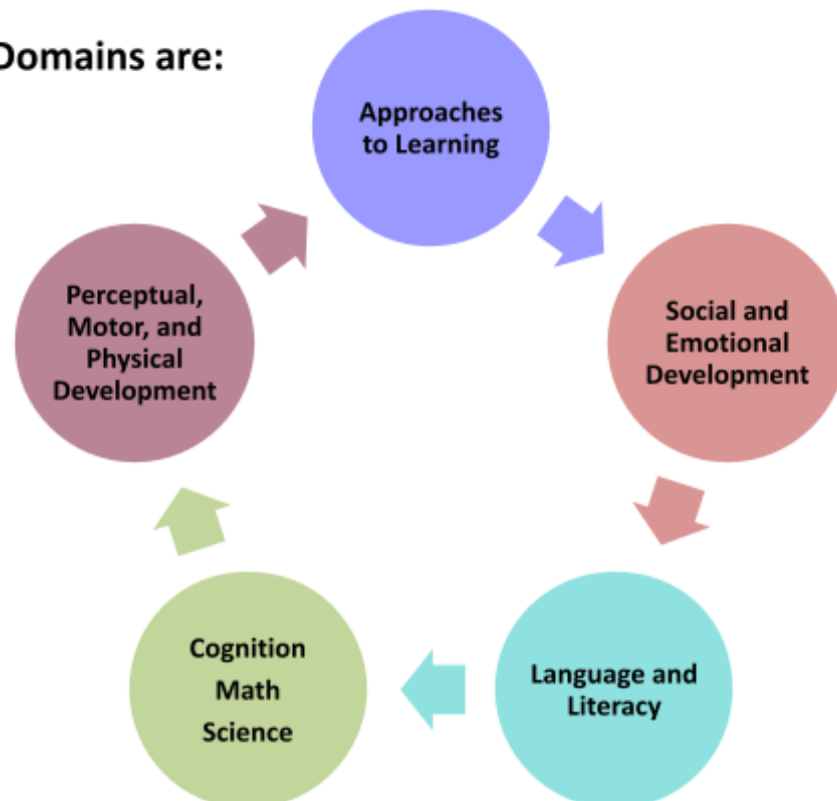 Domains are:
Approaches
to Learning
Social and
Emotional
Development
Language and
Literacy
Cognition
Math
Science
Perceptual,
Motor, and
Physical
Development